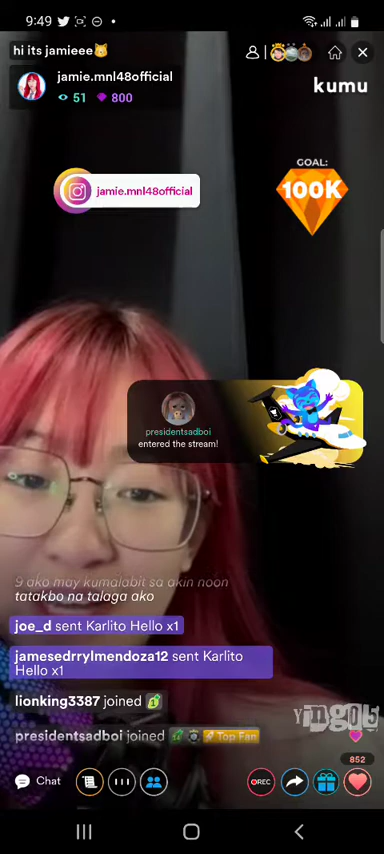 9:49
hi its jamieee😺
jamie.mnl48official
51 800
kumu
jamie.mnl48official
GOAL:
100K
presidentsadboi
entered the stream!
9 ako may kumalabit sa akin noon
tatakbo na talaga ako
joe_d sent Karlito Hello x1
jamesedrrylmendoza12 sent Karlito
Hello x1
lionking3387 joined 1
presidentsadboi joined Top Fan
852
Chat
REC